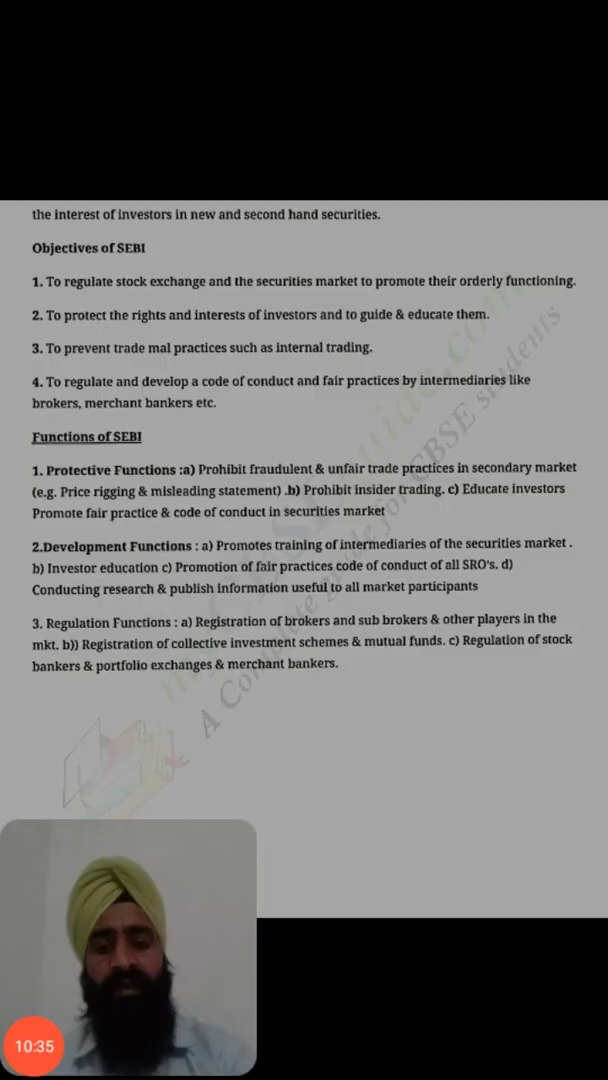 the interest of investors in new and second hand securities.
Objectives of SEBI
1. To regulate stock exchange and the securities market to promote their orderly functioning.
2. To protect the rights and interests of investors and to guide & educate them.
3. To prevent trade mal practices such as internal trading.
4. To regulate and develop a code of conduct and fair practices by intermediaries like
brokers, merchant bankers etc.
Functions of SEBI
1. Protective Functions :a) Prohibit fraudulent & unfair trade practices in secondary market
(e.g. Price rigging & misleading statement) .b) Prohibit insider trading. c) Educate investors
Promote fair practice & code of conduct in securities market
2.Development Functions : a) Promotes training of intermediaries of the securities market .
b) Investor education c) Promotion of fair practices code of conduct of all SRO's. d)
Conducting research & publish information useful to all market participants
3. Regulation Functions : a) Registration of brokers and sub brokers & other players in the
mkt. b)) Registration of collective investment schemes & mutual funds. c) Regulation of stock
bankers & portfolio exchanges & merchant bankers.
A Complete guide for CBSE students
10:35